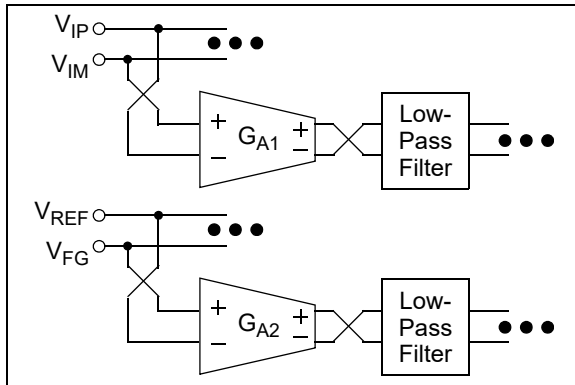 V_IP
V_IM
+
−
G_A1
+
−
Low-
Pass
Filter
V_REF
V_FG
+
−
G_A2
+
−
Low-
Pass
Filter